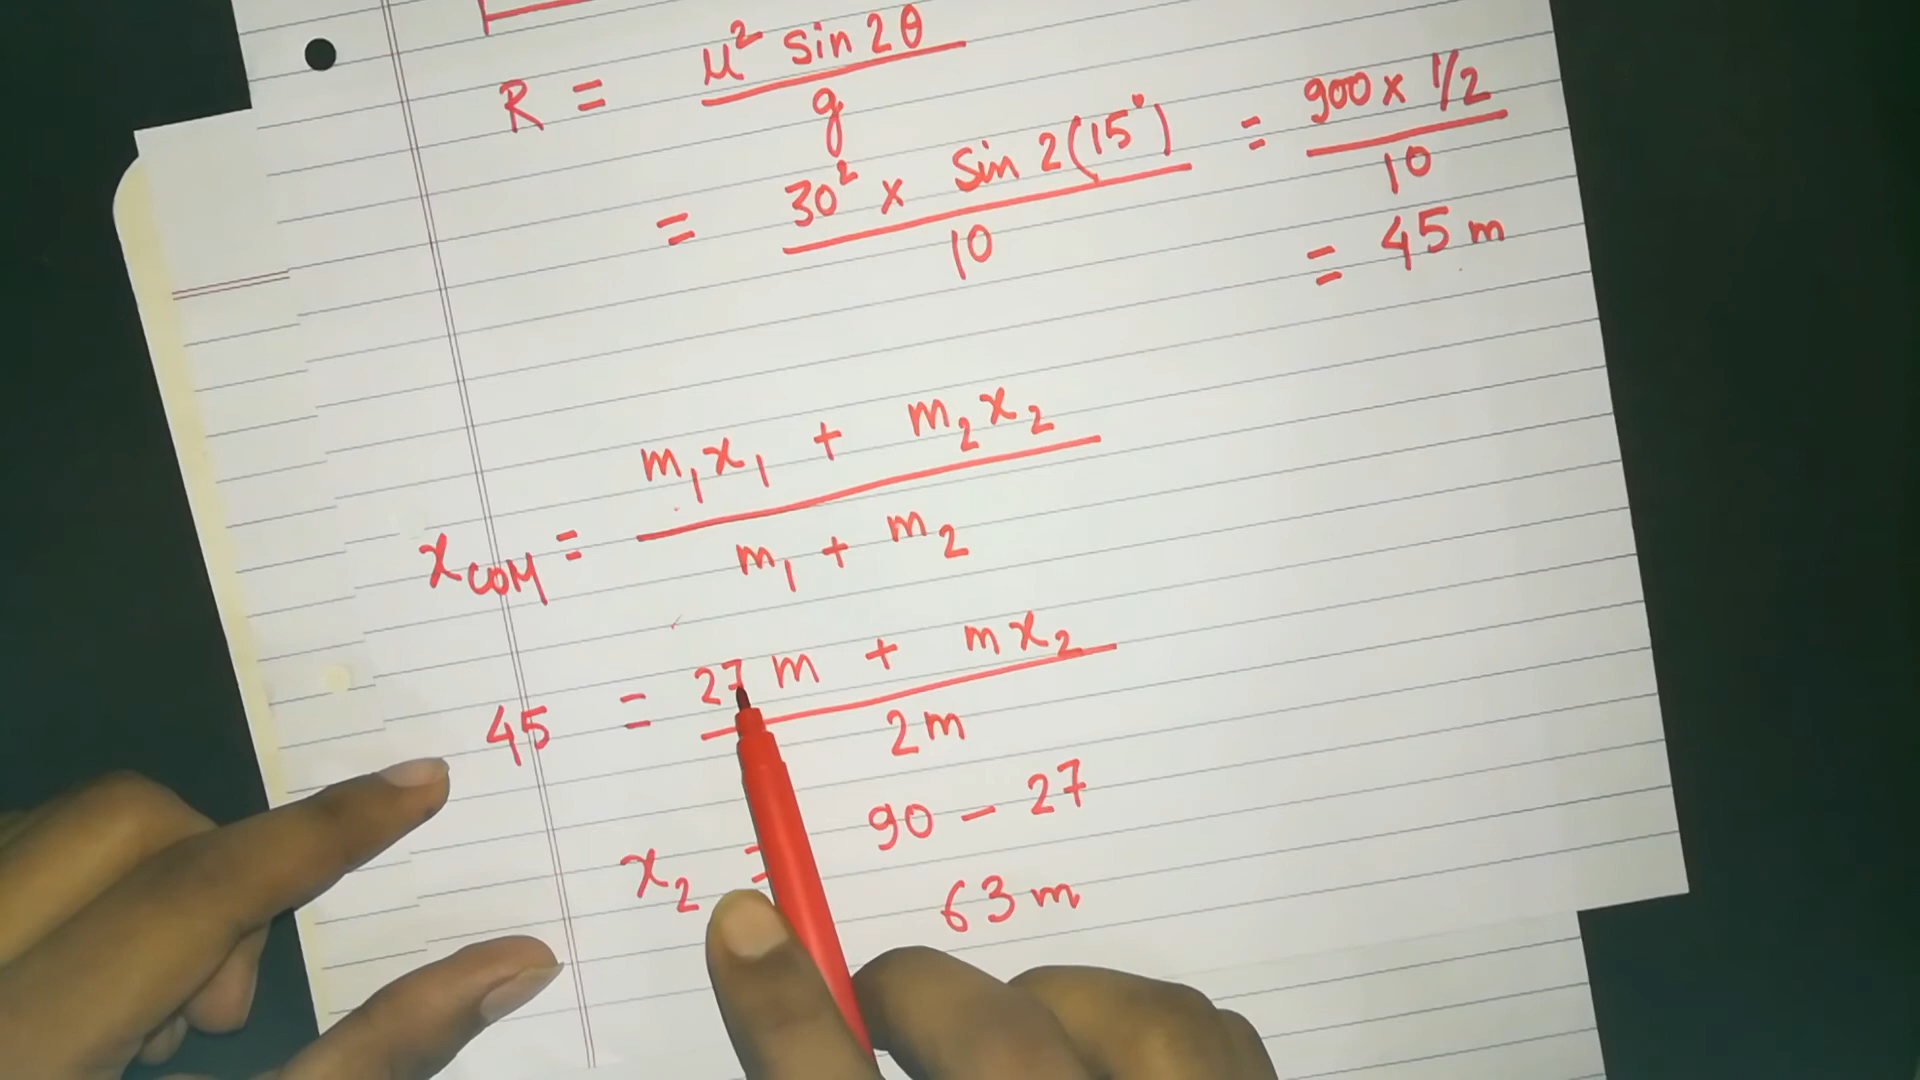 R = u² sin 2θ / g
= 30² x sin 2(15°) / 10 = 900 x 1/2 / 10
= 45 m
x_COM = m₁x₁ + m₂x₂ / m₁ + m₂
45 = 27 m + m x₂ / 2m
x₂ = 90 - 27
63 m